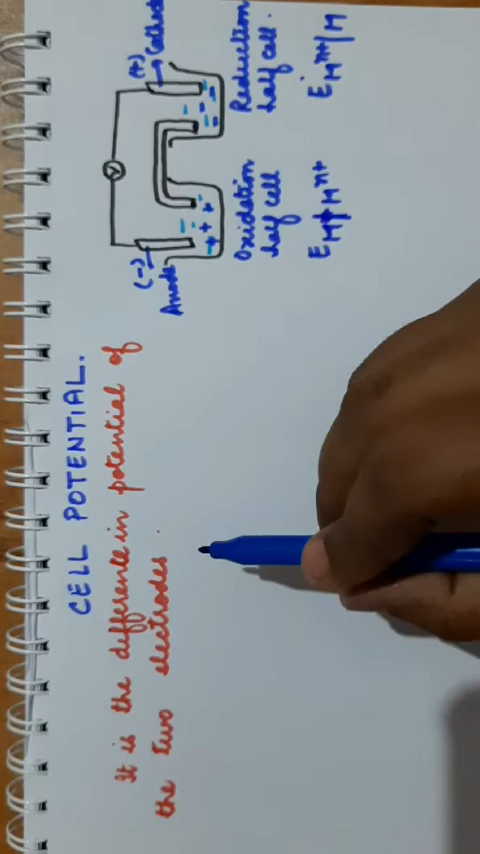 CELL POTENTIAL.
It is the difference in potential of
the two electrodes.
(-)
Anode
(+)
Cathode
V
Oxidation
half cell
E M/M^n+
Reduction
half cell.
E M^n+/M